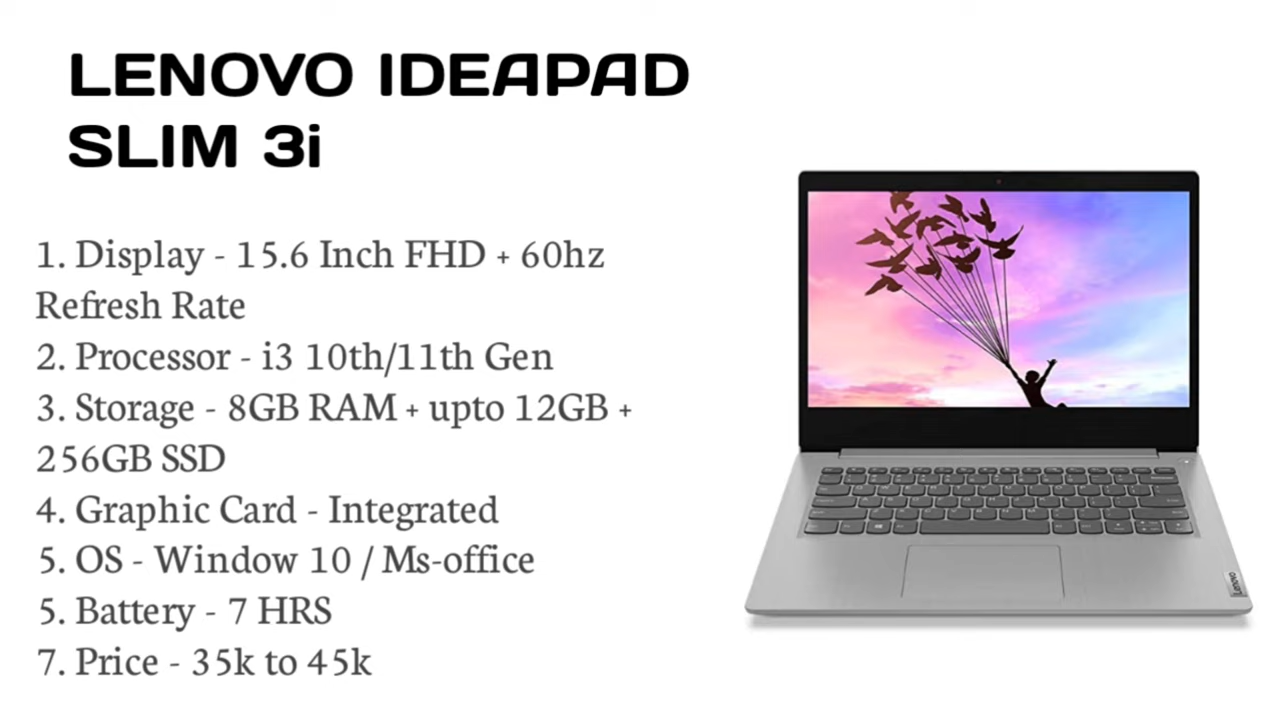 LENOVO IDEAPAD
SLIM 3i
1. Display - 15.6 Inch FHD + 60hz
Refresh Rate
2. Processor - i3 10th/11th Gen
3. Storage - 8GB RAM + upto 12GB +
256GB SSD
4. Graphic Card - Integrated
5. OS - Window 10 / Ms-office
5. Battery - 7 HRS
7. Price - 35k to 45k
Lenovo